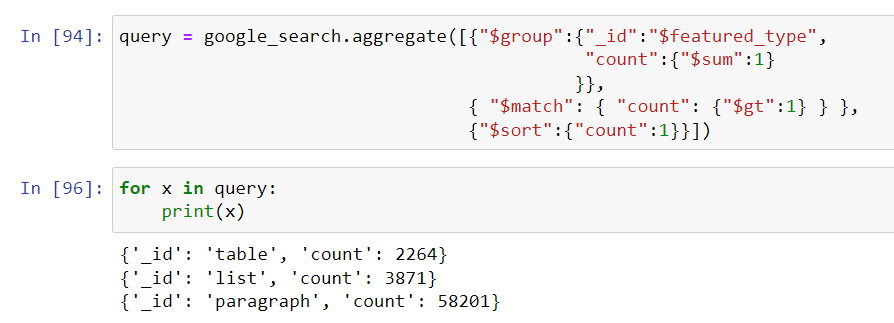 In [94]: query = google_search.aggregate([{"$group":{"_id":"$featured_type",
"count":{"$sum":1}
}},
{ "$match": { "count": {"$gt":1} } },
{"$sort":{"count":1}}])
In [96]: for x in query:
print(x)
{'_id': 'table', 'count': 2264}
{'_id': 'list', 'count': 3871}
{'_id': 'paragraph', 'count': 58201}